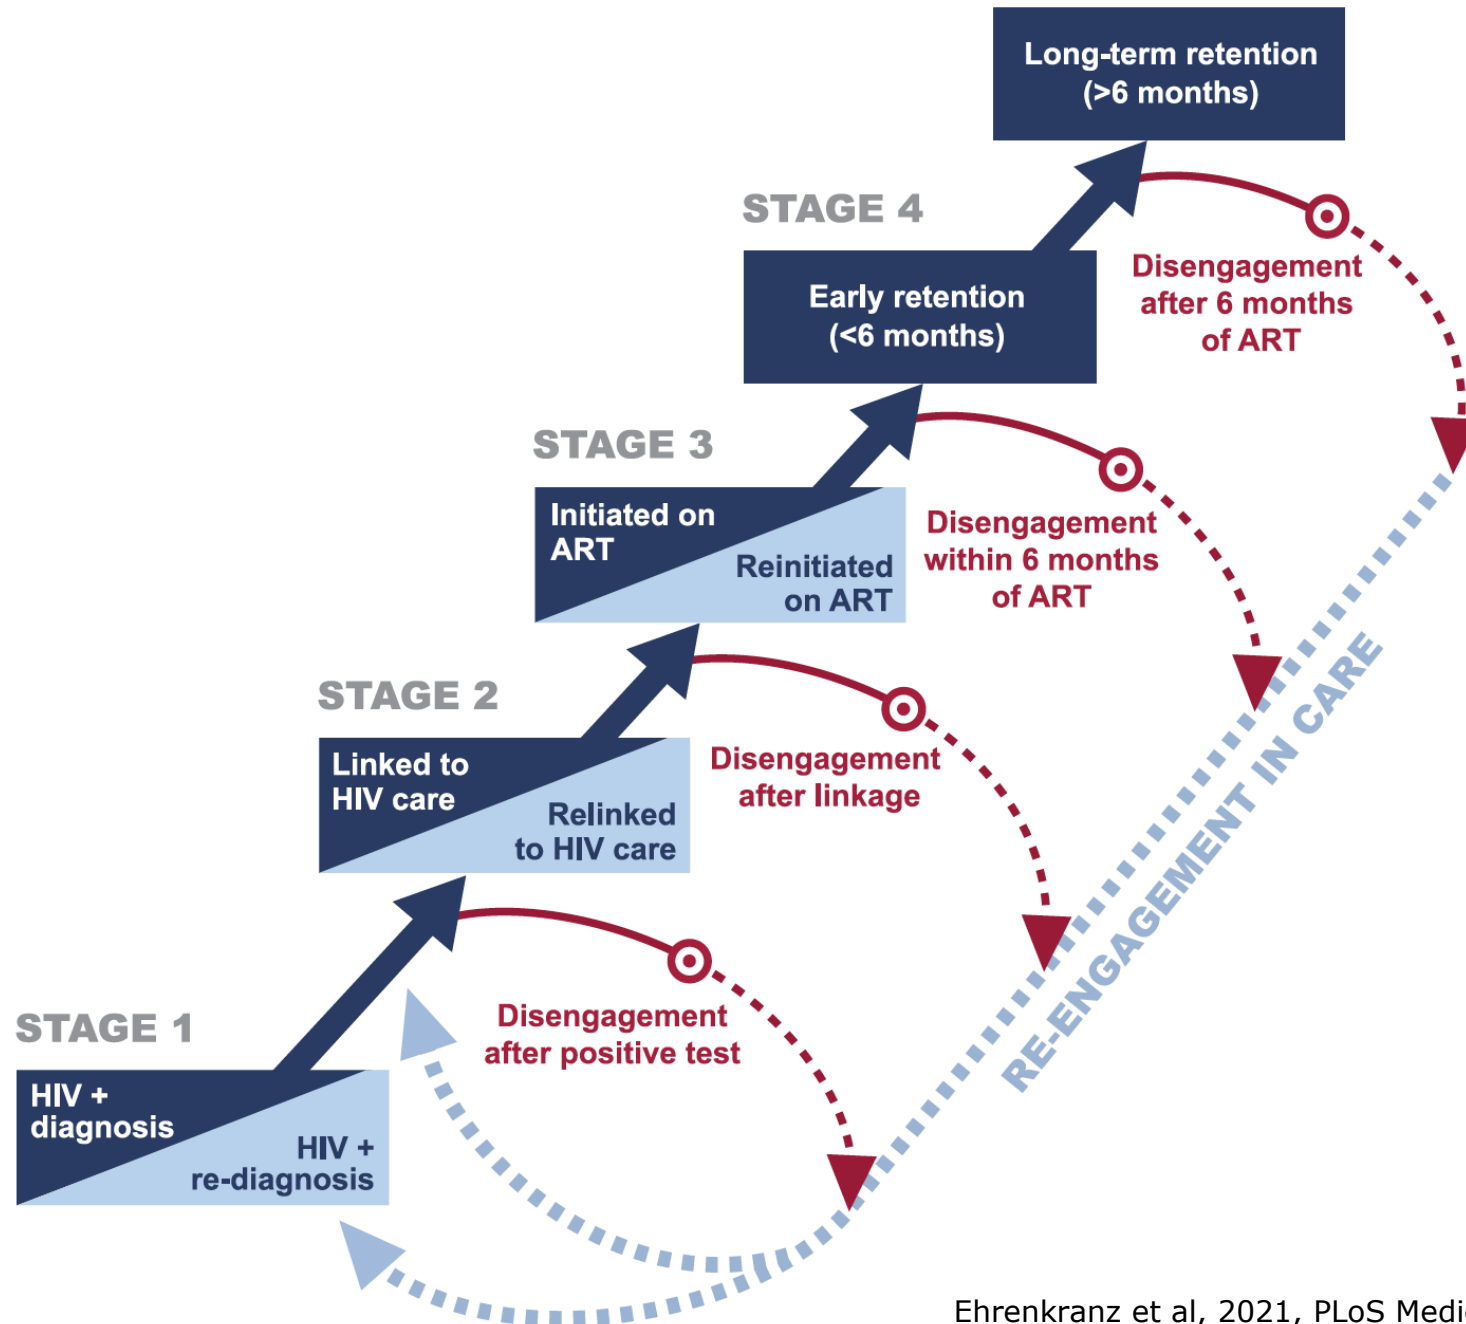 Long-term retention
(>6 months)
STAGE 4
Early retention
(<6 months)
Disengagement
after 6 months
of ART
STAGE 3
Initiated on
ART
Reinitiated
on ART
Disengagement
within 6 months
of ART
STAGE 2
Linked to
HIV care
Relinked
to HIV care
Disengagement
after linkage
RE-ENGAGEMENT IN CARE
STAGE 1
HIV +
diagnosis
HIV +
re-diagnosis
Disengagement
after positive test
Ehrenkranz et al, 2021, PLoS